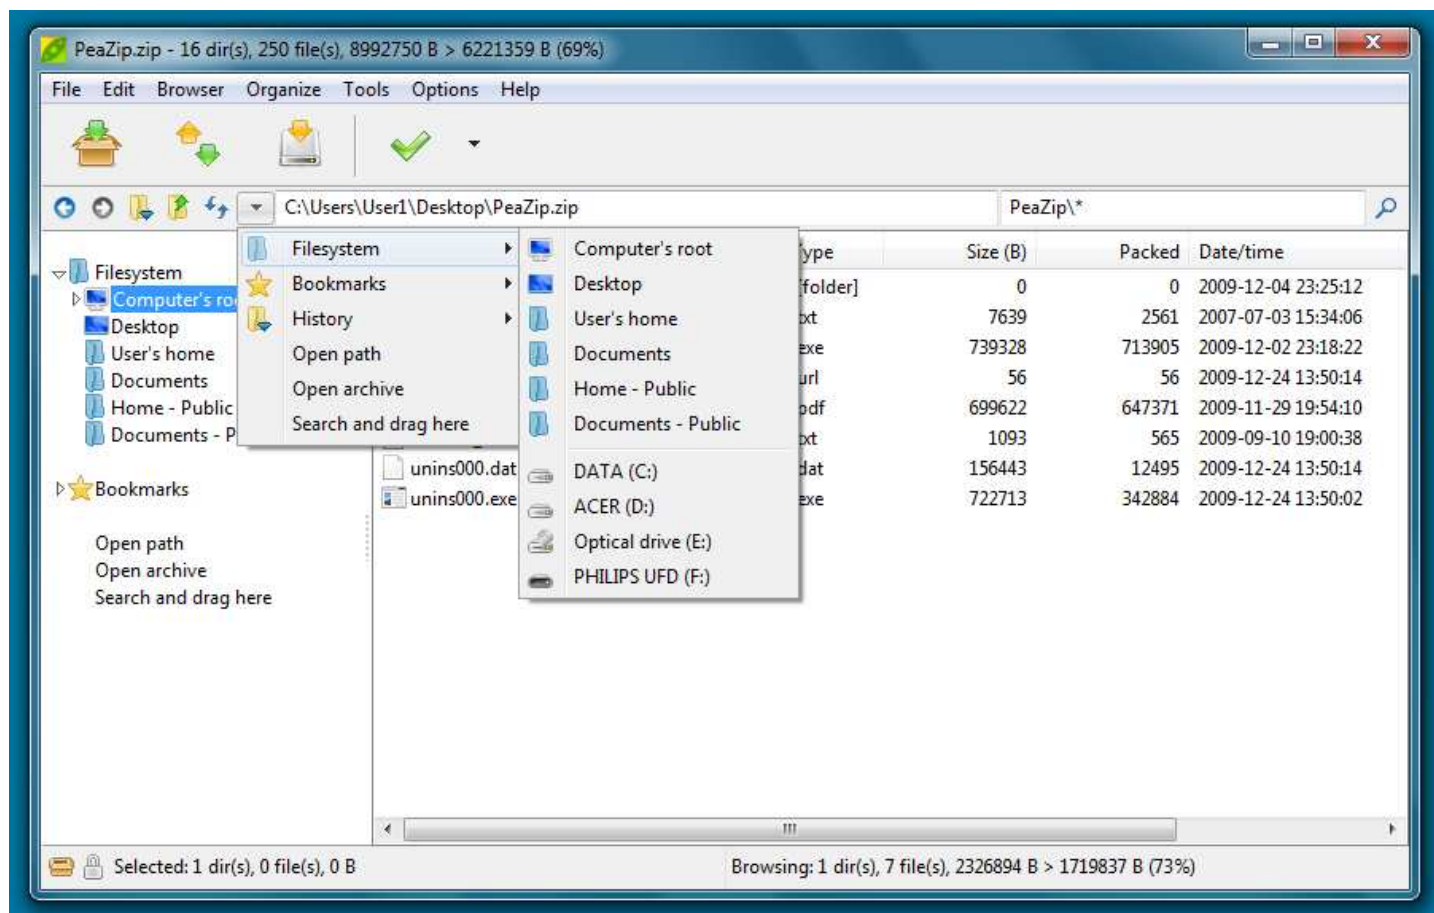 PeaZip.zip - 16 dir(s), 250 file(s), 8992750 B > 6221359 B (69%)
File Edit Browser Organize Tools Options Help
C:\Users\User1\Desktop\PeaZip.zip PeaZip\*
Filesystem
Computer's
Desktop
User's home
Documents
Home - Public
Documents -
Bookmarks
Open path
Open archive
Search and drag here
Filesystem
Bookmarks
History
Open path
Open archive
Search and drag here
Computer's root
Desktop
User's home
Documents
Home - Public
Documents - Public
DATA (C:)
ACER (D:)
Optical drive (E:)
PHILIPS UFD (F:)
Size (B) Packed Date/time
[folder] 0 0 2009-12-04 23:25:12
7639 2561 2007-07-03 15:34:06
exe 739328 713905 2009-12-02 23:18:22
url 56 56 2009-12-24 13:50:14
pdf 699622 647371 2009-11-29 19:54:10
1093 565 2009-09-10 19:00:38
unins000.dat dat 156443 12495 2009-12-24 13:50:14
unins000.exe exe 722713 342884 2009-12-24 13:50:02
Selected: 1 dir(s), 0 file(s), 0 B Browsing: 1 dir(s), 7 file(s), 2326894 B > 1719837 B (73%)